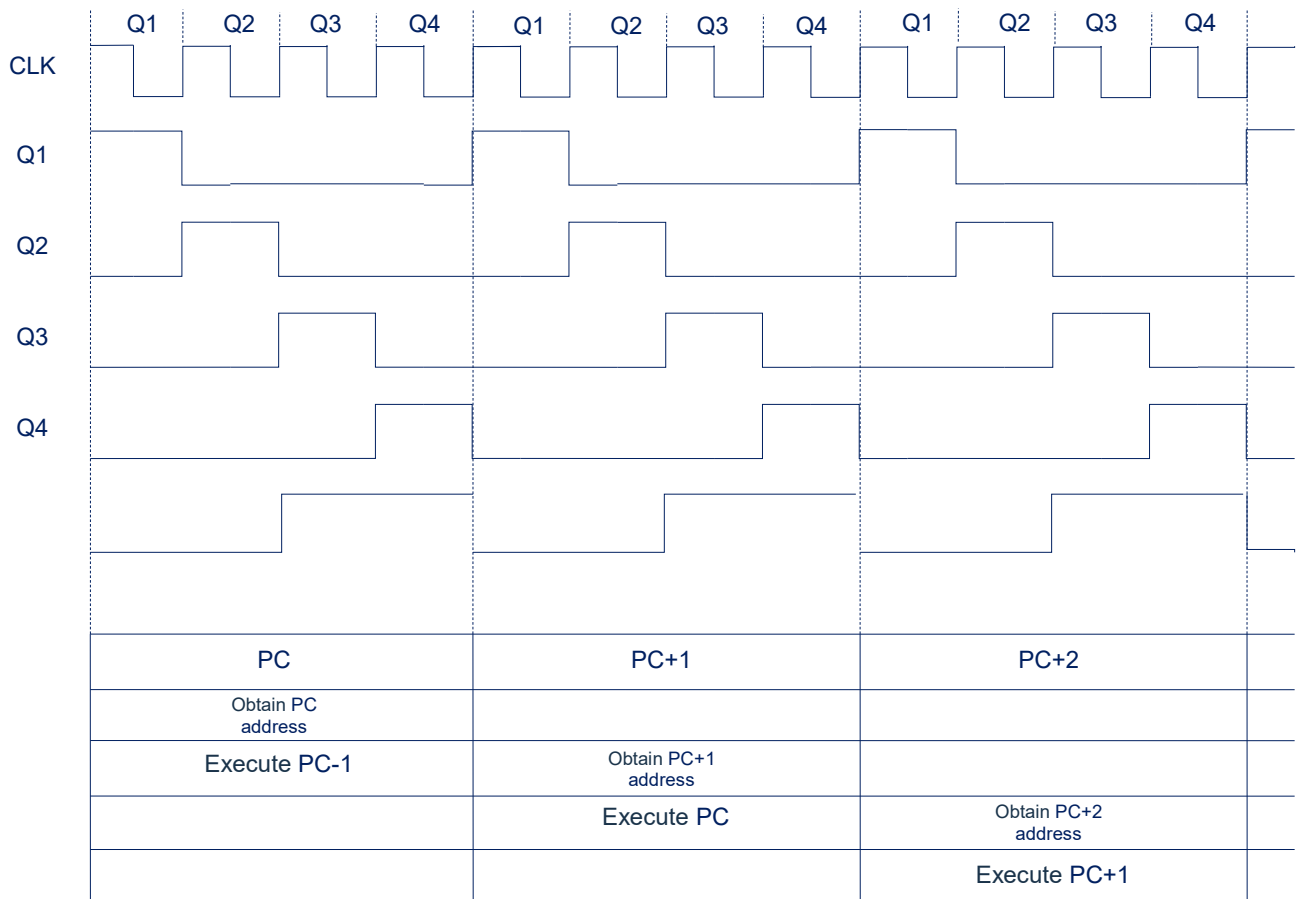 Q1 Q2 Q3 Q4 Q1 Q2 Q3 Q4 Q1 Q2 Q3 Q4
CLK
Q1
Q2
Q3
Q4
PC PC+1 PC+2
Obtain PC
address
Execute PC-1
Obtain PC+1
address
Execute PC
Obtain PC+2
address
Execute PC+1